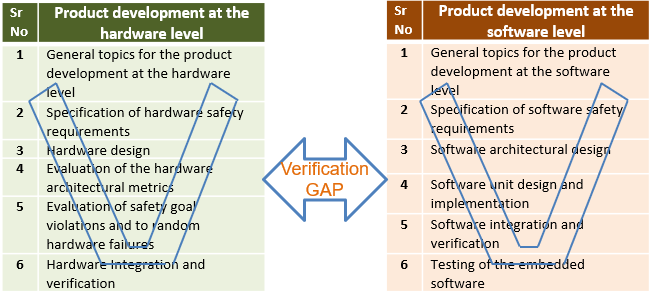 Sr No Product development at the hardware level
1 General topics for the product
development at the hardware
level
2 Specification of hardware safety
requirements
3 Hardware design
4 Evaluation of the hardware
architectural metrics
5 Evaluation of safety goal
violations and to random
hardware failures
6 Hardware Integration and
verification
Verification
GAP
Sr No Product development at the software level
1 General topics for the product
development at the software
level
2 Specification of software safety
requirements
3 Software architectural design
4 Software unit design and
implementation
5 Software integration and
verification
6 Testing of the embedded
software